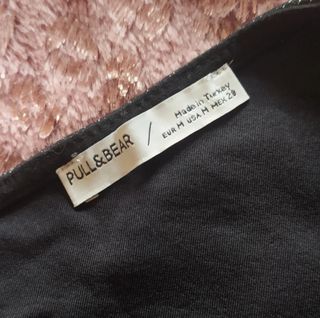 PULL&BEAR /
Made in Turkey
EUR M USA M MEX 28